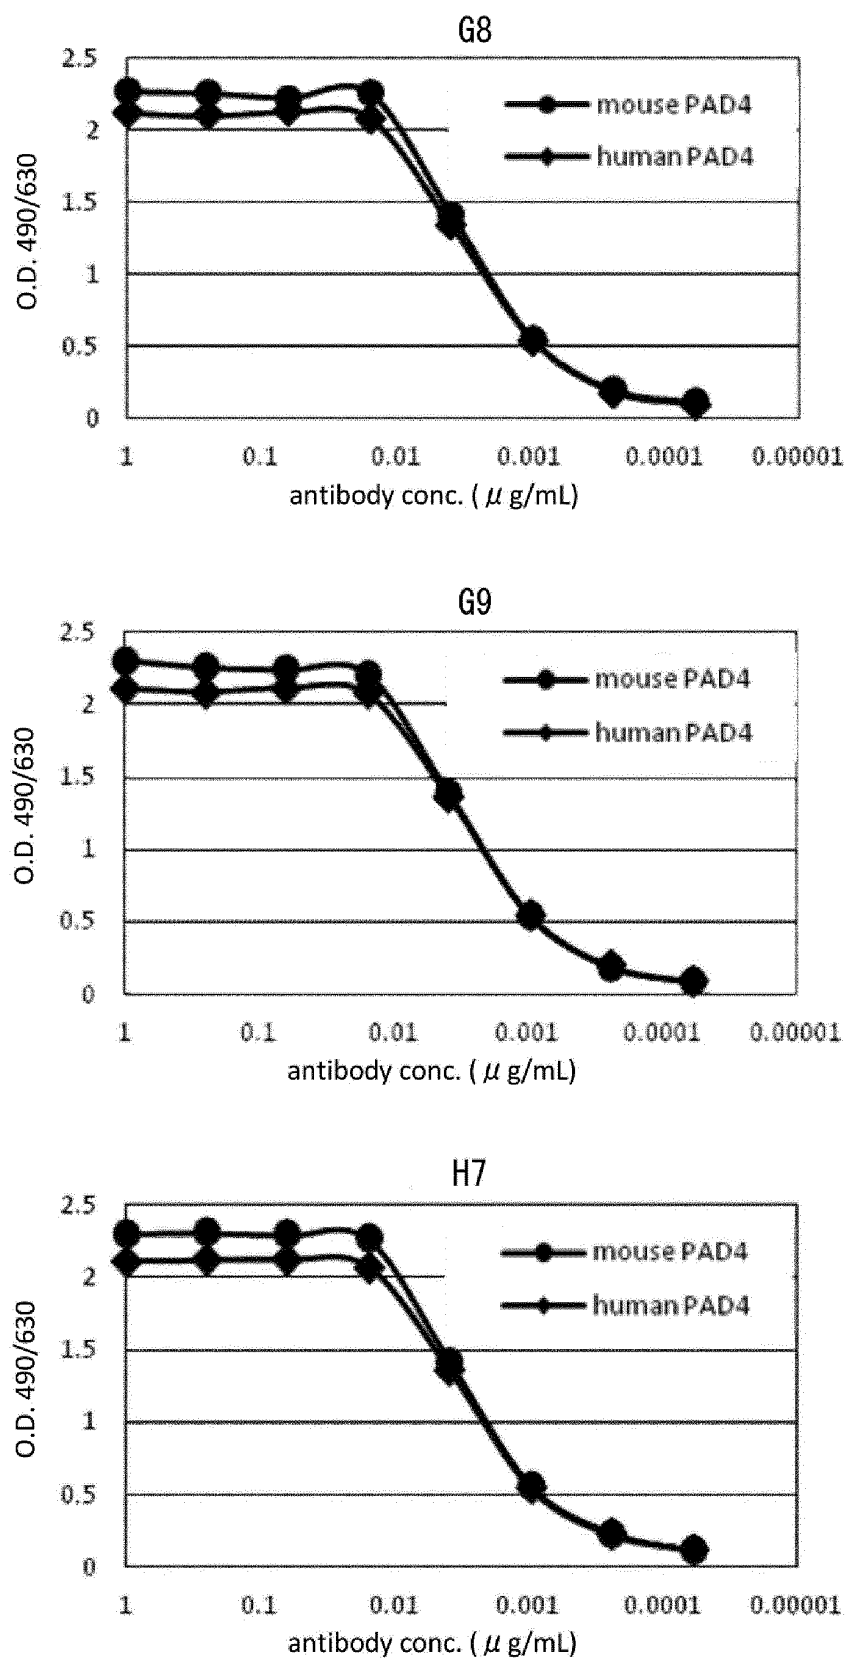 G8
2.5
2
1.5
1
0.5
0
O.D. 490/630
mouse PAD4
human PAD4
1 0.1 0.01 0.001 0.0001 0.00001
antibody conc. ( μ g/mL)
G9
2.5
2
1.5
1
0.5
0
O.D. 490/630
mouse PAD4
human PAD4
1 0.1 0.01 0.001 0.0001 0.00001
antibody conc. ( μ g/mL)
H7
2.5
2
1.5
1
0.5
0
O.D. 490/630
mouse PAD4
human PAD4
1 0.1 0.01 0.001 0.0001 0.00001
antibody conc. ( μ g/mL)